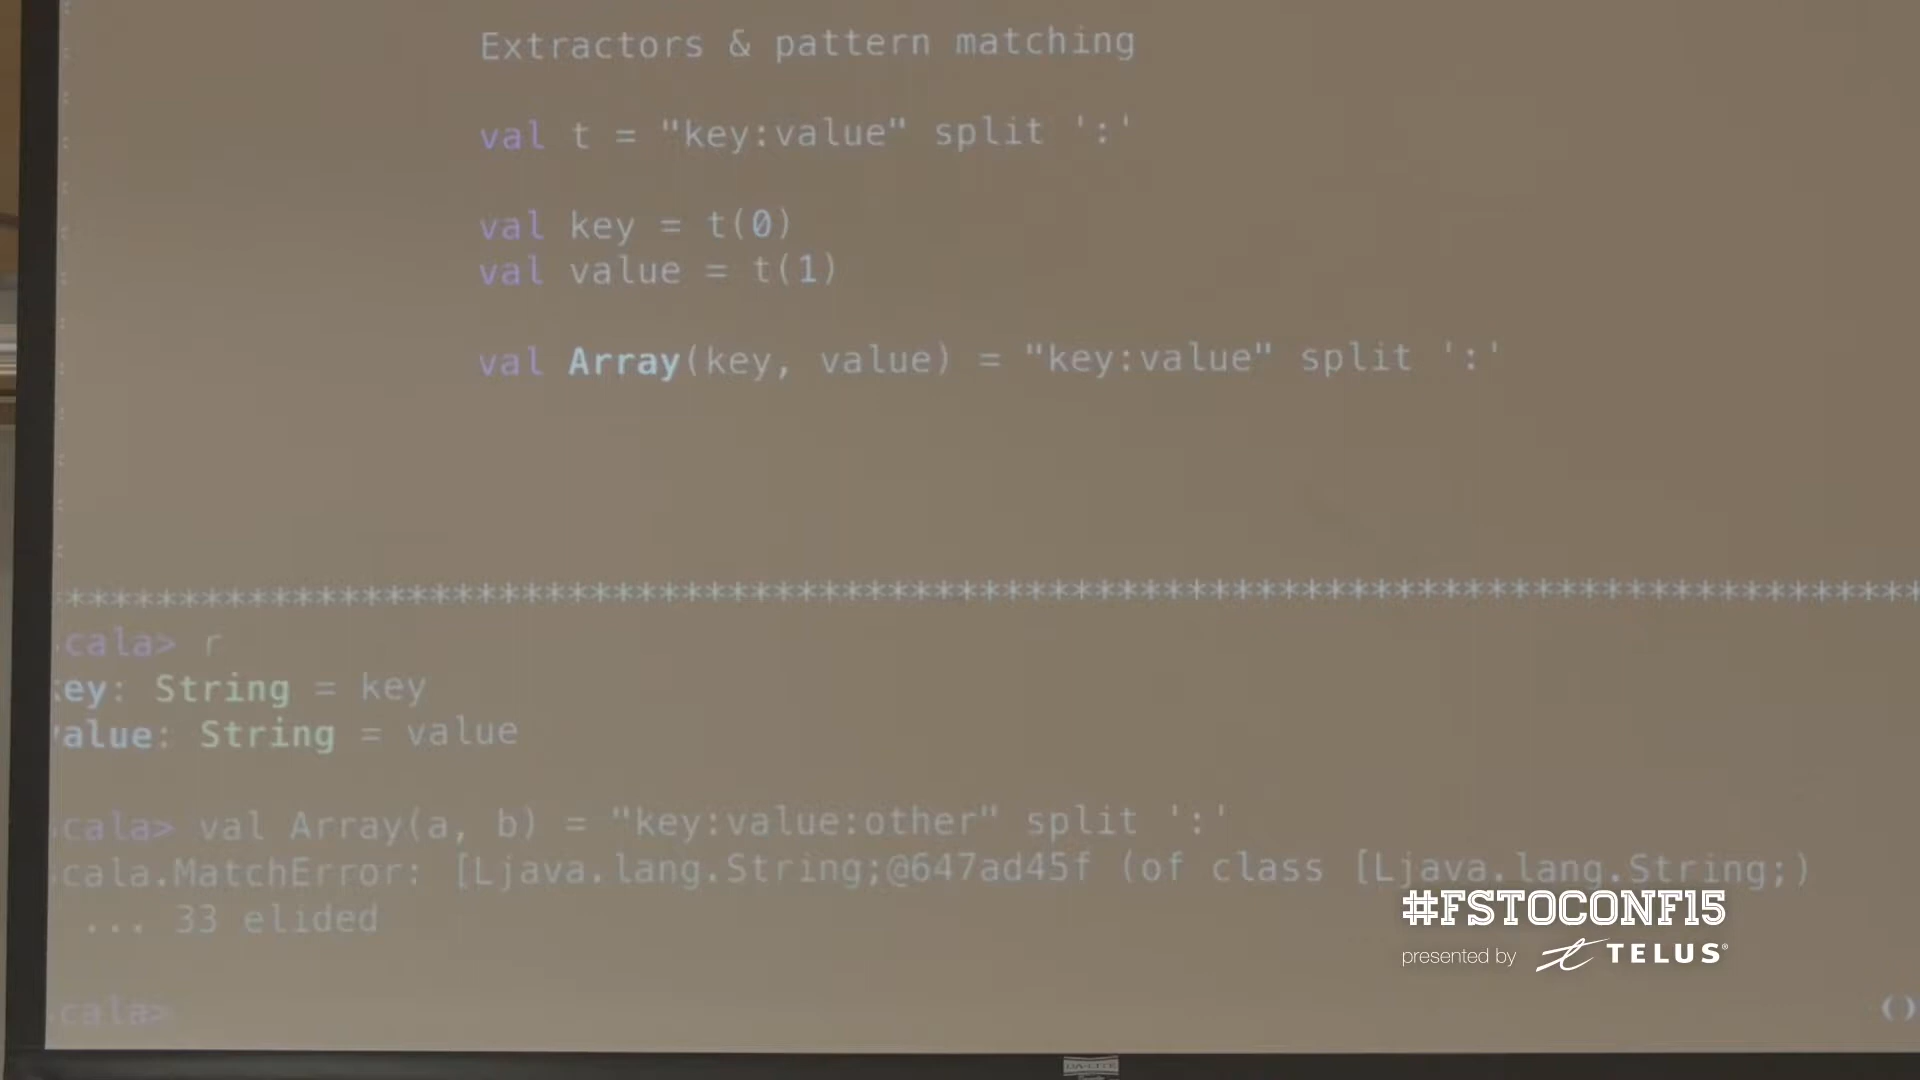 Extractors & pattern matching
val t = "key:value" split ':'
val key = t(0)
val value = t(1)
val Array(key, value) = "key:value" split ':'
*********************************************************************************
cala> r
ey: String = key
alue: String = value
cala> val Array(a, b) = "key:value:other" split ':'
cala.MatchError: [Ljava.lang.String;@647ad45f (of class [Ljava.lang.String;)
... 33 elided
cala>
()
#FSTOCONF15
presented by TELUS®
DA-LITE